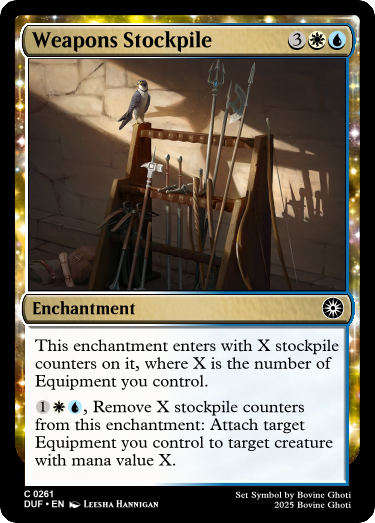 Weapons Stockpile 3
Enchantment
This enchantment enters with X stockpile
counters on it, where X is the number of
Equipment you control.
1, Remove X stockpile counters
from this enchantment: Attach target
Equipment you control to target creature
with mana value X.
C 0261
DUF • EN Leesha Hannigan
Set Symbol by Bovine Ghoti
2025 Bovine Ghoti